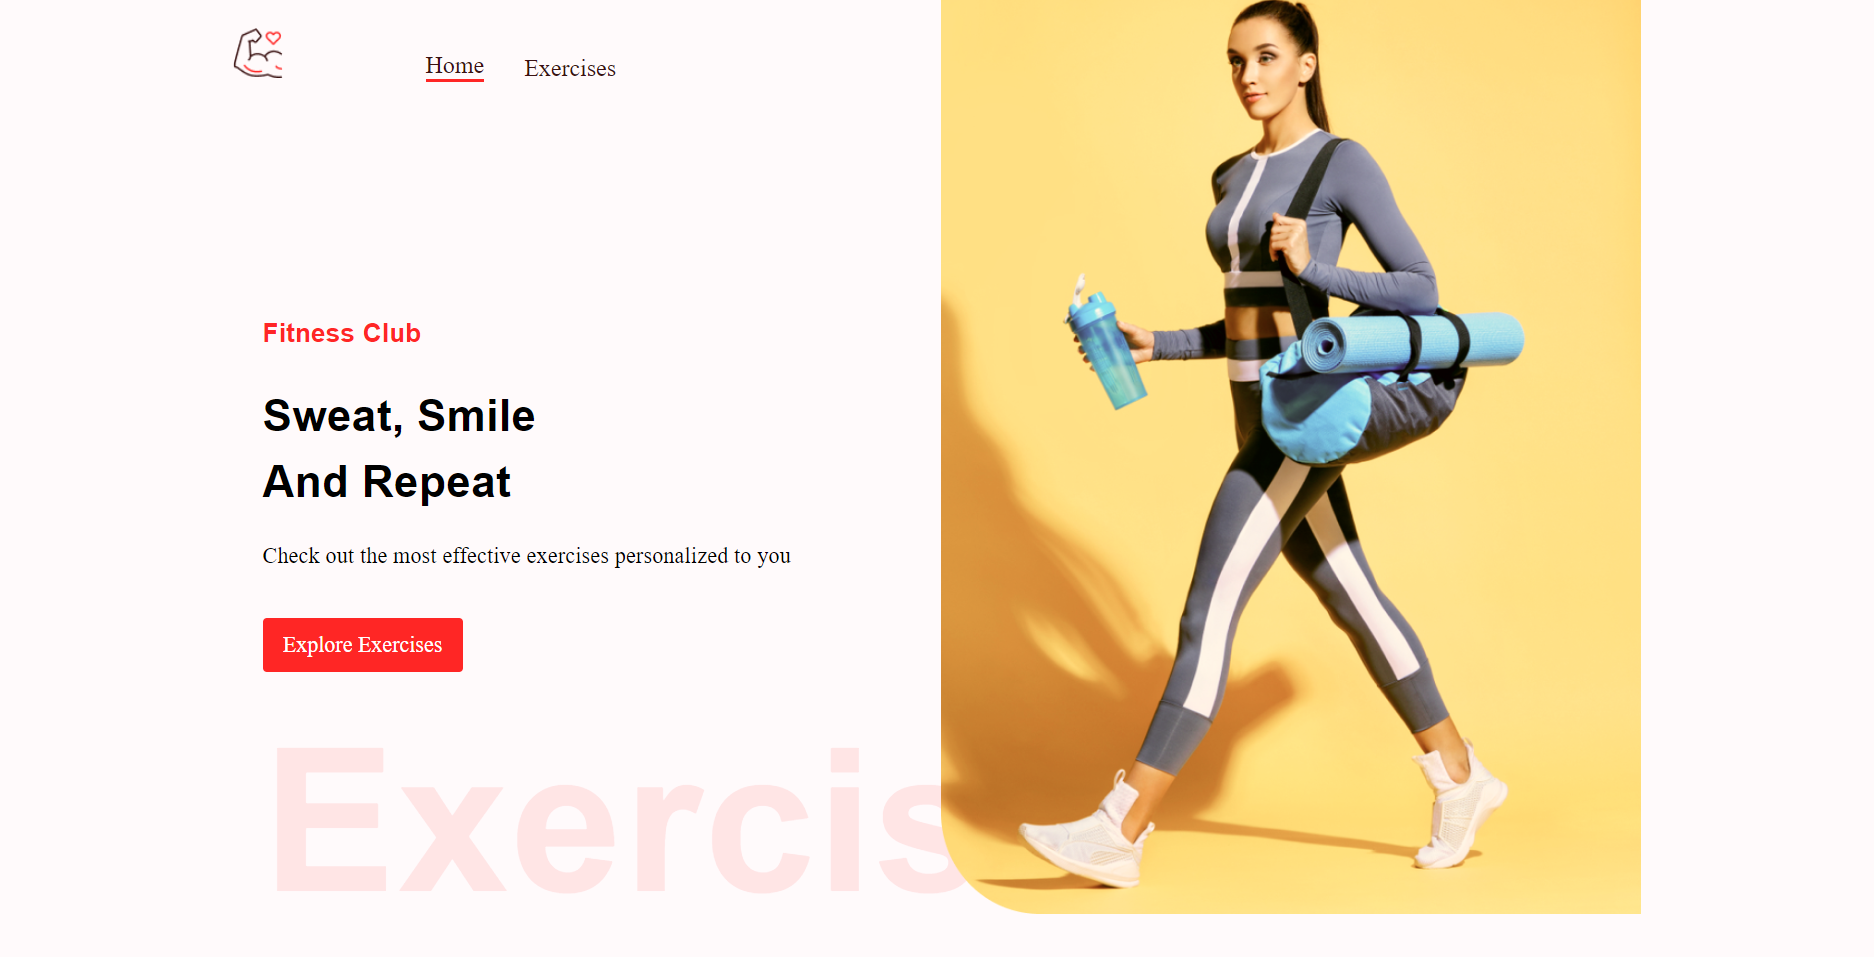 Home Exercises
Fitness Club
Sweat, Smile
And Repeat
Check out the most effective exercises personalized to you
Explore Exercises
Exercis